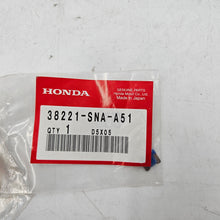 HONDA
Genuine Parts
Honda Motor Co., Ltd.
Made in Japan
38221-SNA-A51
QTY 1 D5X05